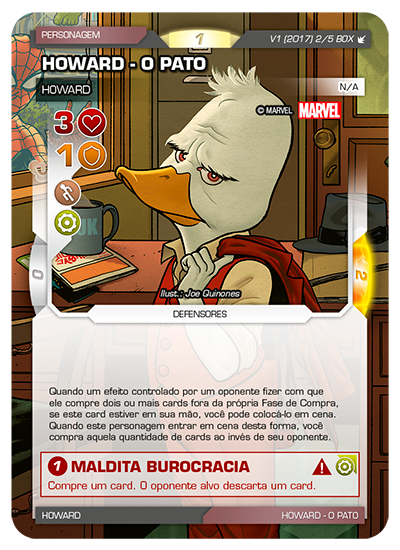 PERSONAGEM
1
V1 (2017) 2/5 BOX
HOWARD - O PATO
HOWARD
N/A
© MARVEL MARVEL
3
1
0
2
Ilust.: Joe Quinones
DEFENSORES
Quando um efeito controlado por um oponente fizer com que
ele compre dois ou mais cards fora da própria Fase de Compra,
se este card estiver em sua mão, você pode colocá-lo em cena.
Quando este personagem entrar em cena desta forma, você
compra aquela quantidade de cards ao invés de seu oponente.
1 MALDITA BUROCRACIA
Compre um card. O oponente alvo descarta um card.
HOWARD
HOWARD - O PATO